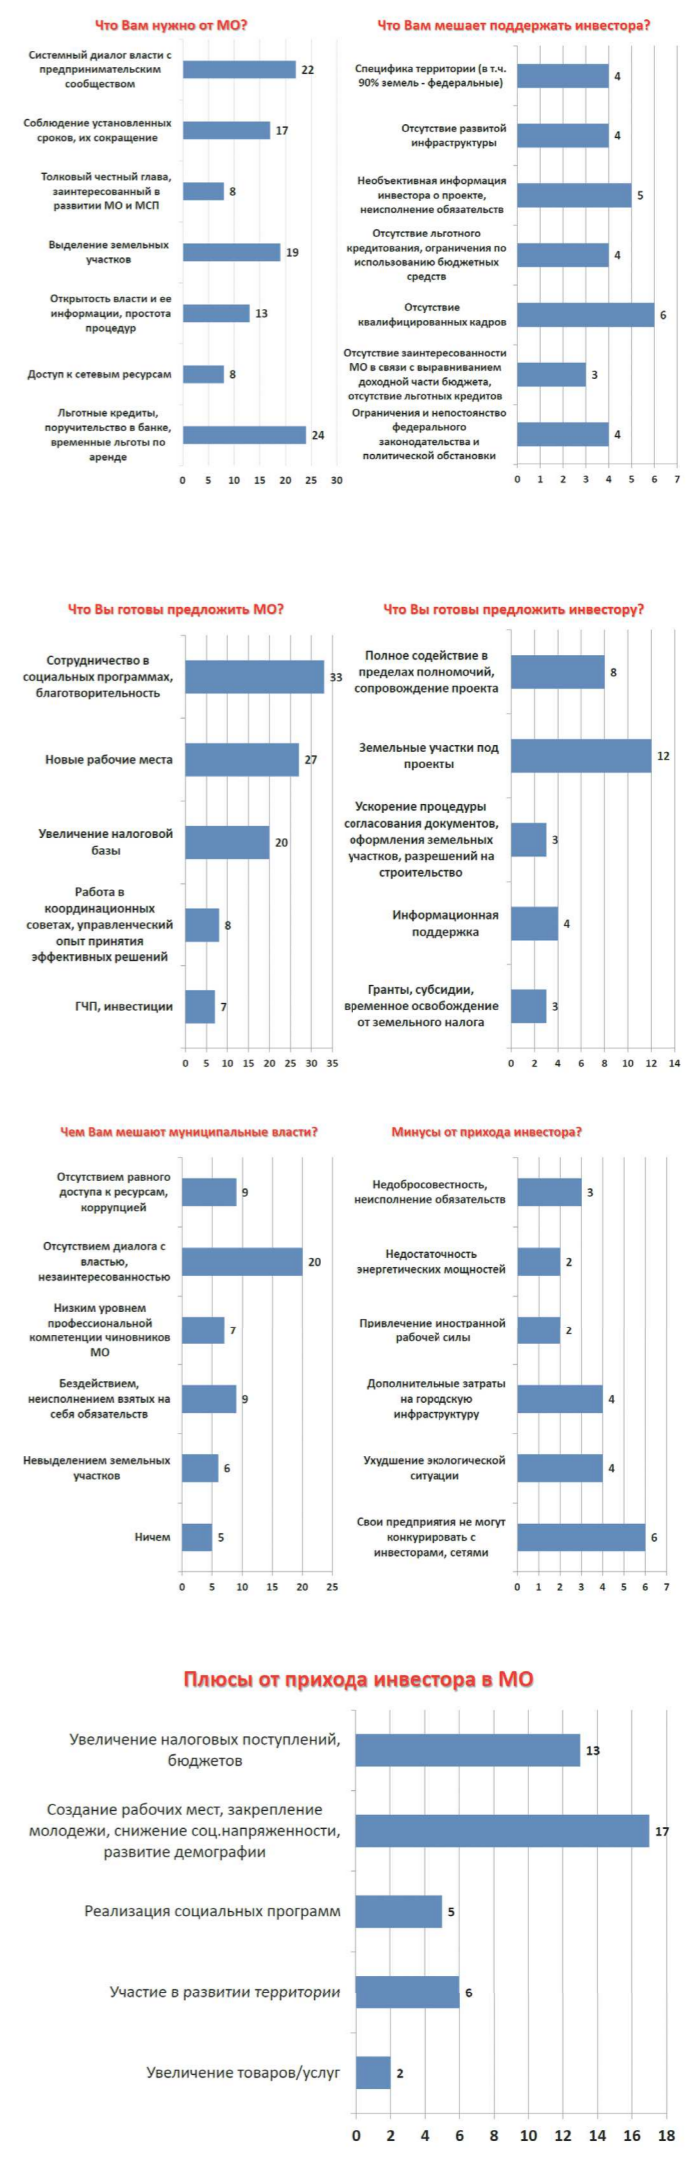 Что Вам нужно от МО?
Системный диалог власти с
предпринимательским
сообществом
22
Соблюдение установленных
сроков, их сокращение
17
Толковый честный глава,
заинтересованный в
развитии МО и МСП
8
Выделение земельных
участков
19
Открытость власти и ее
информации, простота
процедур
13
Доступ к сетевым ресурсам
8
Льготные кредиты,
поручительство в банке,
временные льготы по
аренде
24
0 5 10 15 20 25 30
Что Вам мешает поддержать инвестора?
Специфика территории (в т.ч.
90% земель - федеральные)
4
Отсутствие развитой
инфраструктуры
4
Необъективная информация
инвестора о проекте,
неисполнение обязательств
5
Отсутствие льготного
кредитования, ограничения по
использованию бюджетных
средств
4
Отсутствие
квалифицированных кадров
6
Отсутствие заинтересованности
МО в связи с выравниванием
доходной части бюджета,
отсутствие льготных кредитов
3
Ограничения и непостоянство
федерального
законодательства и
политической обстановки
4
0 1 2 3 4 5 6 7
Что Вы готовы предложить МО?
Сотрудничество в
социальных программах,
благотворительность
33
Новые рабочие места
27
Увеличение налоговой
базы
20
Работа в
координационных
советах, управленческий
опыт принятия
эффективных решений
8
ГЧП, инвестиции
7
0 5 10 15 20 25 30 35
Что Вы готовы предложить инвестору?
Полное содействие в
пределах полномочий,
сопровождение проекта
8
Земельные участки под
проекты
12
Ускорение процедуры
согласования документов,
оформления земельных
участков, разрешений на
строительство
3
Информационная
поддержка
4
Гранты, субсидии,
временное освобождение
от земельного налога
3
0 2 4 6 8 10 12 14
Чем Вам мешают муниципальные власти?
Отсутствием равного
доступа к ресурсам,
коррупцией
9
Отсутствием диалога с
властью,
незаинтересованностью
20
Низким уровнем
профессиональной
компетенции чиновников
МО
7
Бездействием,
неисполнением взятых на
себя обязательств
9
Невыделением земельных
участков
6
Ничем
5
0 5 10 15 20 25
Минусы от прихода инвестора?
Недобросовестность,
неисполнение обязательств
3
Недостаточность
энергетических мощностей
2
Привлечение иностранной
рабочей силы
2
Дополнительные затраты
на городскую
инфраструктуру
4
Ухудшение экологической
ситуации
4
Свои предприятия не могут
конкурировать с
инвесторами, сетями
6
0 1 2 3 4 5 6 7
Плюсы от прихода инвестора в МО
Увеличение налоговых поступлений,
бюджетов
13
Создание рабочих мест, закрепление
молодежи, снижение соц.напряженности,
развитие демографии
17
Реализация социальных программ
5
Участие в развитии территории
6
Увеличение товаров/услуг
2
0 2 4 6 8 10 12 14 16 18